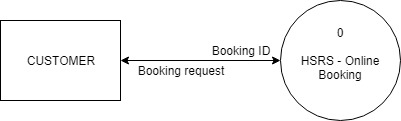 Booking ID
CUSTOMER
Booking request
0
HSRS - Online
Booking